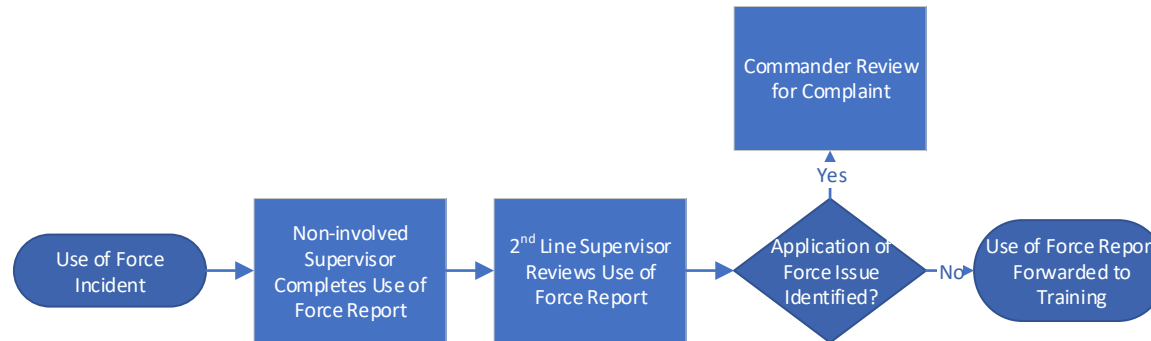 Commander Review
for Complaint
Yes
Use of Force
Incident
Non-involved
Supervisor
Completes Use of
Force Report
2nd Line Supervisor
Reviews Use of
Force Report
Application of
Force Issue
Identified?
No
Use of Force Report
Forwarded to
Training